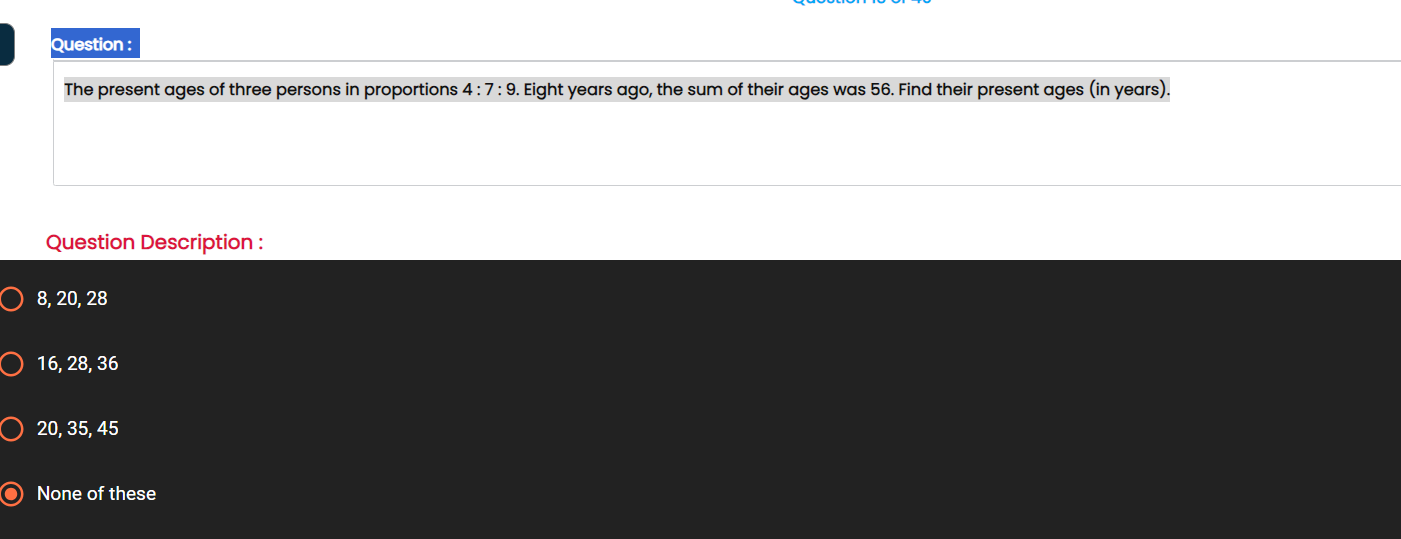 Question :
The present ages of three persons in proportions 4 : 7 : 9. Eight years ago, the sum of their ages was 56. Find their present ages (in years).
Question Description :
8, 20, 28
16, 28, 36
20, 35, 45
None of these